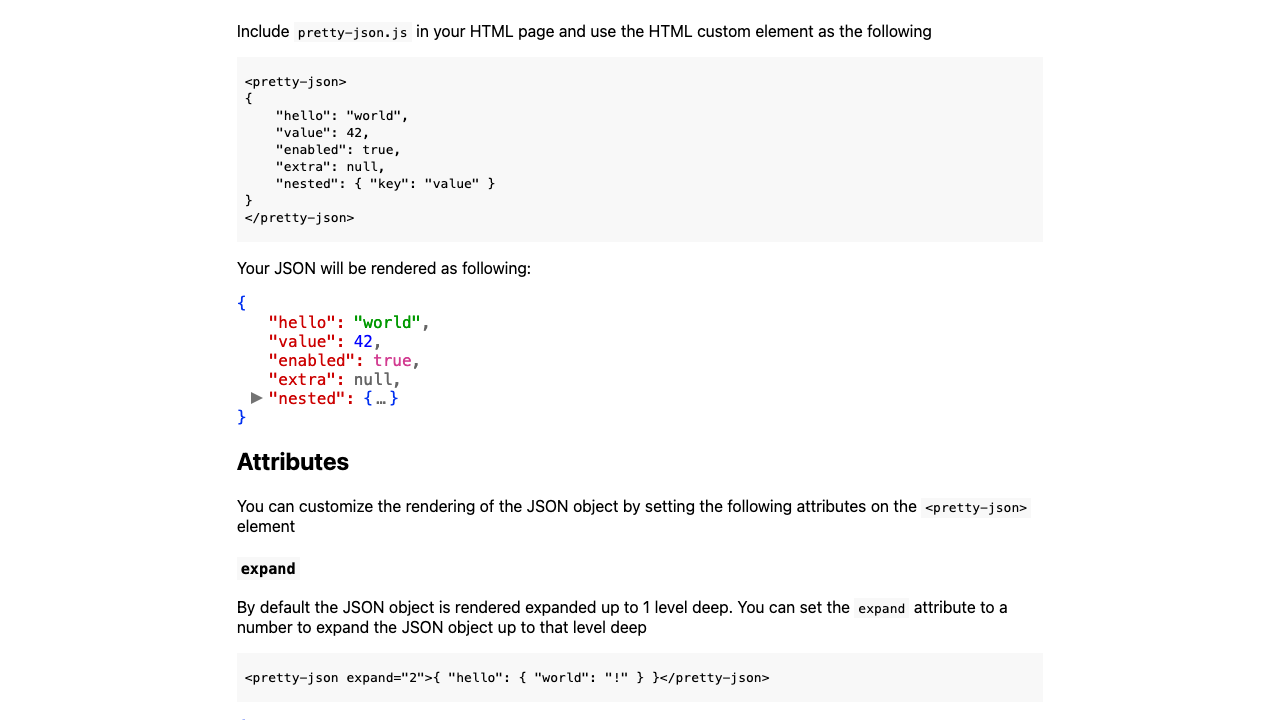 Include pretty-json.js in your HTML page and use the HTML custom element as the following
<pretty-json>
{
    "hello": "world",
    "value": 42,
    "enabled": true,
    "extra": null,
    "nested": { "key": "value" }
}
</pretty-json>
Your JSON will be rendered as following:
{
    "hello": "world",
    "value": 42,
    "enabled": true,
    "extra": null,
  ▶ "nested": {…}
}
Attributes
You can customize the rendering of the JSON object by setting the following attributes on the <pretty-json>
element
expand
By default the JSON object is rendered expanded up to 1 level deep. You can set the expand attribute to a
number to expand the JSON object up to that level deep
<pretty-json expand="2">{ "hello": { "world": "!" } }</pretty-json>